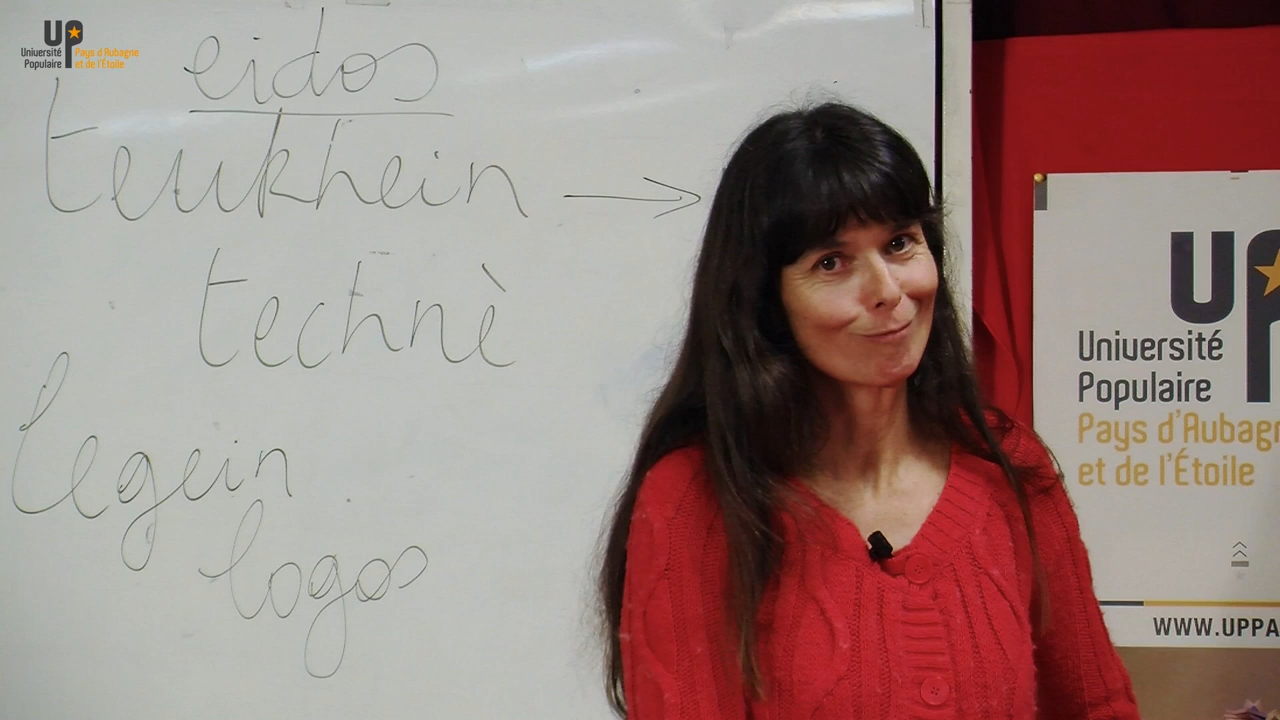 UP
Université
Populaire
Pays d'Aubagne
et de l'Étoile
eidos
teukhein →
technè
legein
logos
UP
Université
Populaire
Pays d'Aubagne
et de l'Étoile
WWW.UPPA